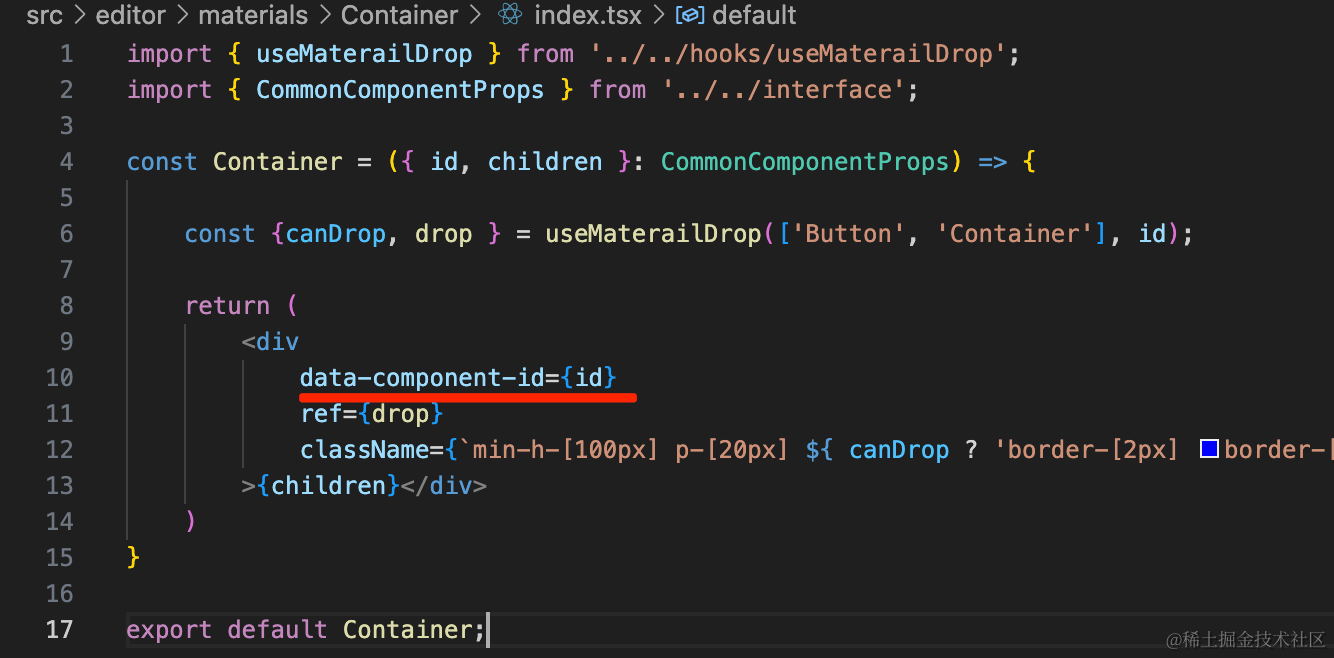 src > editor > materials > Container > index.tsx > default
1 import { useMaterailDrop } from '../../hooks/useMaterailDrop';
2 import { CommonComponentProps } from '../../interface';
3
4 const Container = ({ id, children }: CommonComponentProps) => {
5
6 const {canDrop, drop } = useMaterailDrop(['Button', 'Container'], id);
7
8 return (
9 <div
10 data-component-id={id}
11 ref={drop}
12 className={`min-h-[100px] p-[20px] ${ canDrop ? 'border-[2px] border-[
13 >{children}</div>
14 )
15 }
16
17 export default Container;
@稀土掘金技术社区